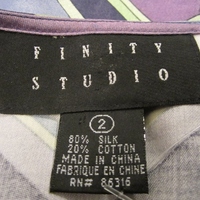 FINITY
STUDIO
2
80% SILK
20% COTTON
MADE IN CHINA
FABRIQUE EN CHINE
RN# 86316